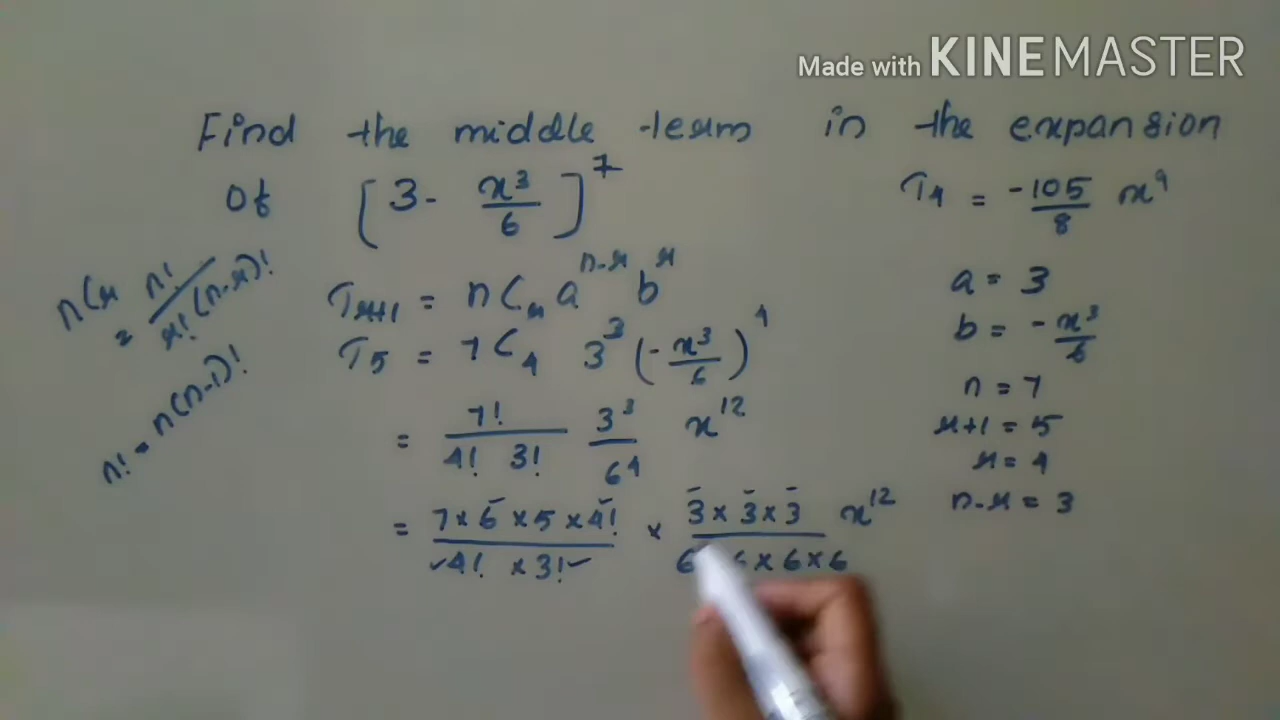 Made with KINEMASTER
Find the middle term in the expansion
of [3 - x³/6]⁷
T₄ = -105/8 x⁹
nCr = n!/r!(n-r)!
n! = n(n-1)!
Tr+1 = nCr aⁿ⁻ʳ bʳ
T₅ = 7C₄ 3³ (-x³/6)⁴
= 7!/4! 3! 3³/6⁴ x¹²
= 7×6×5×4!/4!×3! × 3×3×3/6×6×6×6 x¹²
a = 3
b = -x³/6
n = 7
r+1 = 5
r = 4
n-r = 3